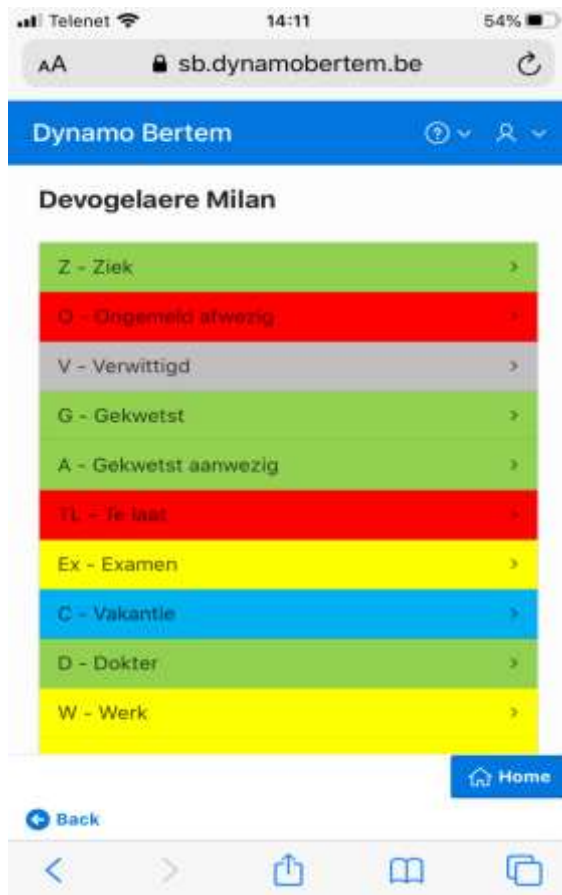 Telenet 14:11 54%
AA sb.dynamobertem.be
Dynamo Bertem
Devogelaere Milan
Z - Ziek
O - Ongemeld afwezig
V - Verwittigd
G - Gekwetst
A - Gekwetst aanwezig
TL - Te laat
Ex - Examen
C - Vakantie
D - Dokter
W - Werk
Home
Back